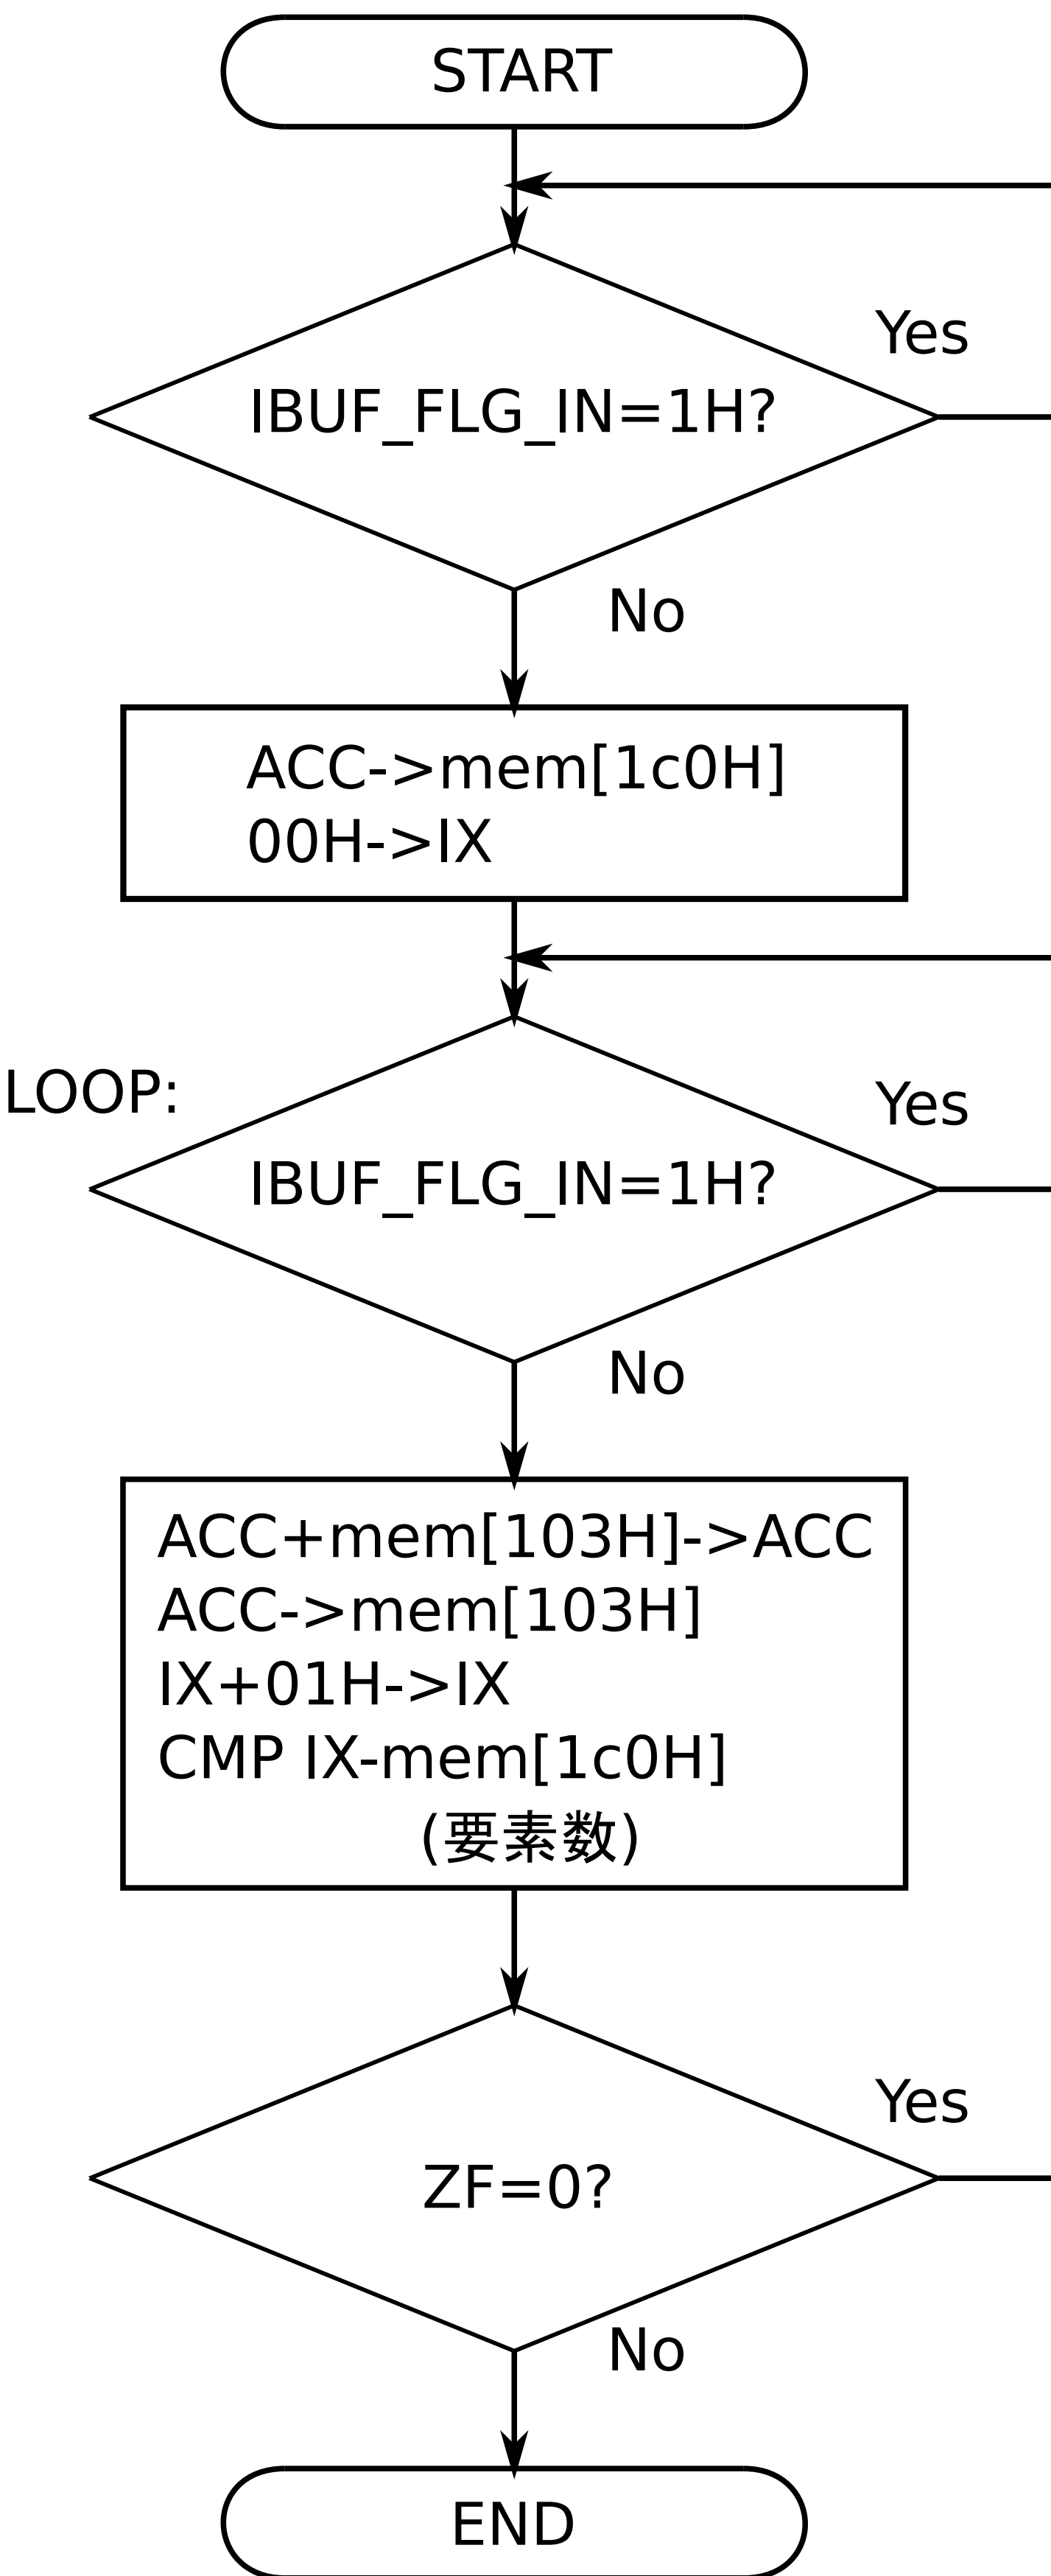 START
Yes
IBUF_FLG_IN=1H?
No
ACC->mem[1c0H]
00H->IX
LOOP:
Yes
IBUF_FLG_IN=1H?
No
ACC+mem[103H]->ACC
ACC->mem[103H]
IX+01H->IX
CMP IX-mem[1c0H]
(要素数)
Yes
ZF=0?
No
END